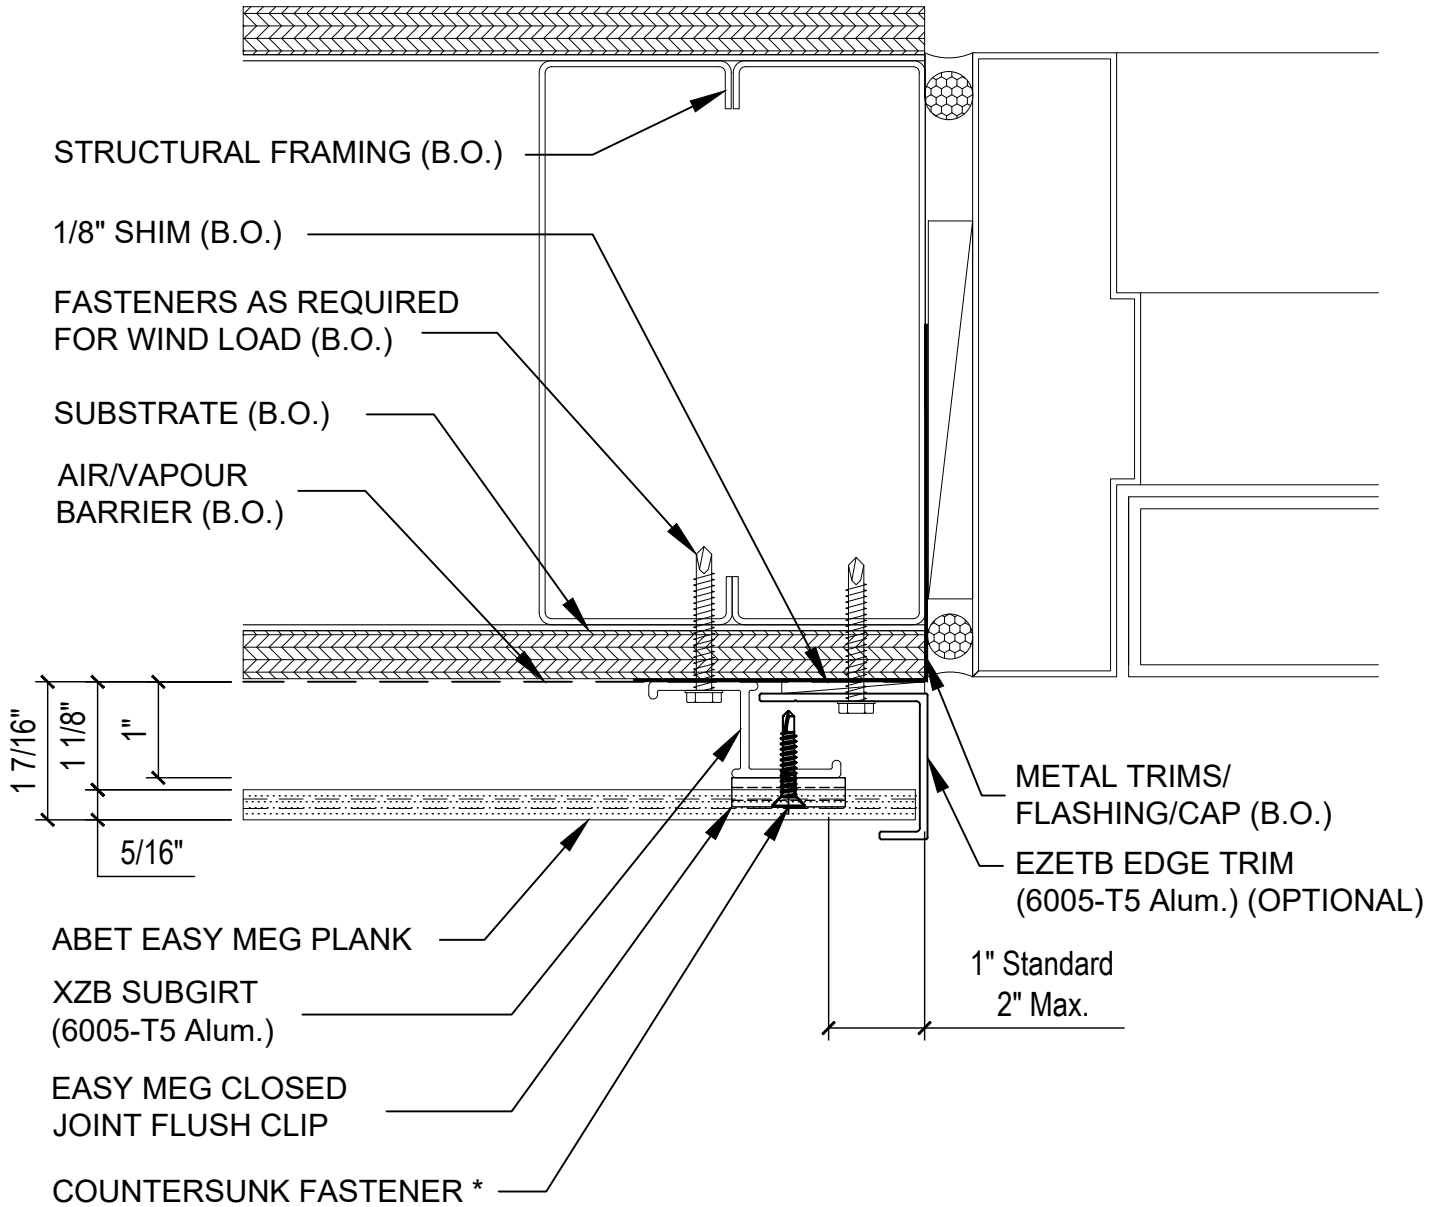 STRUCTURAL FRAMING (B.O.)
1/8" SHIM (B.O.)
FASTENERS AS REQUIRED
FOR WIND LOAD (B.O.)
SUBSTRATE (B.O.)
AIR/VAPOUR
BARRIER (B.O.)
1 7/16"
1 1/8"
1"
5/16"
METAL TRIMS/
FLASHING/CAP (B.O.)
EZETB EDGE TRIM
(6005-T5 Alum.) (OPTIONAL)
1" Standard
2" Max.
ABET EASY MEG PLANK
XZB SUBGIRT
(6005-T5 Alum.)
EASY MEG CLOSED
JOINT FLUSH CLIP
COUNTERSUNK FASTENER *